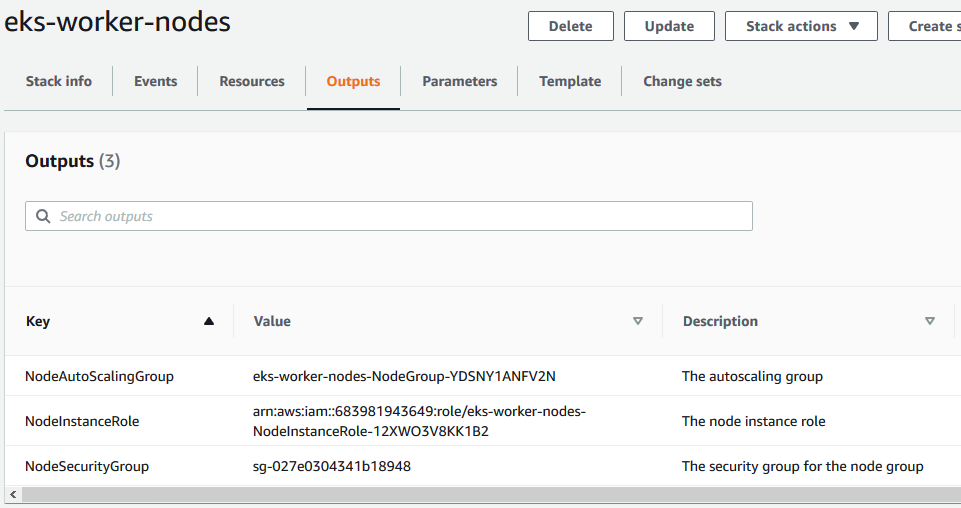 eks-worker-nodes
Delete
Update
Stack actions
Create s
Stack info
Events
Resources
Outputs
Parameters
Template
Change sets
Outputs (3)
Search outputs
Key
Value
Description
NodeAutoScalingGroup
eks-worker-nodes-NodeGroup-YDSNY1ANFV2N
The autoscaling group
NodeInstanceRole
arn:aws:iam::683981943649:role/eks-worker-nodes-
NodeInstanceRole-12XWO3V8KK1B2
The node instance role
NodeSecurityGroup
sg-027e0304341b18948
The security group for the node group